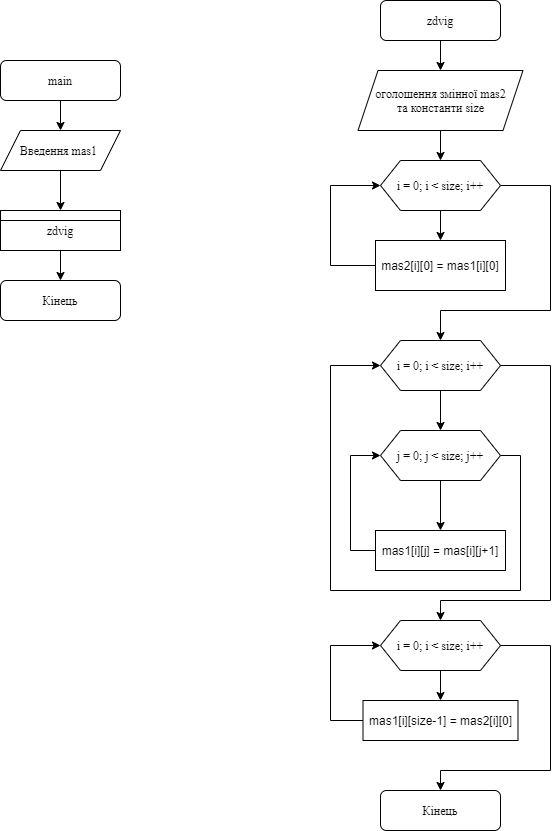 main
Введення mas1
zdvig
Кінець
zdvig
оголошення змінної mas2
та константи size
i = 0; i < size; i++
mas2[i][0] = mas1[i][0]
i = 0; i < size; i++
j = 0; j < size; j++
mas1[i][j] = mas[i][j+1]
i = 0; i < size; i++
mas1[i][size-1] = mas2[i][0]
Кінець